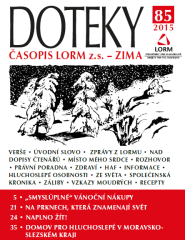 DOTEKY
85
2015
ČASOPIS LORM z.s. – ZIMA
LORM
VERŠE · ÚVODNÍ SLOVO · ZPRÁVY Z LORMU · NAD
DOPISY ČTENÁŘŮ · MÍSTO MÉHO SRDCE · ROZHOVOR
· PRÁVNÍ PORADNA · ZDRAVÍ · HAF · INFORMACE ·
HLUCHOSLEPÉ OSOBNOSTI · ZE SVĚTA · SPOLEČENSKÁ
KRONIKA · ZÁLIBY · VZKAZY MOUDRÝCH · RECEPTY
5 • „SMYSLUPLNÉ“ VÁNOČNÍ NÁKUPY
21 • NA PRKNECH, KTERÁ ZNAMENAJÍ SVĚT
24 • NAPLNO ŽÍT!
35 • DOMOV PRO HLUCHOSLEPÉ V MORAVSKO-
SLEZSKÉM KRAJI